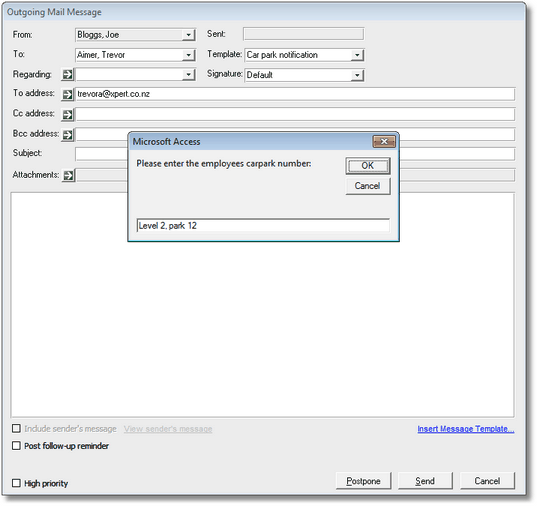 Outgoing Mail Message
From: Bloggs, Joe Sent:
To: Aimer, Trevor Template: Car park notification
Regarding: Signature: Default
To address: trevora@xpert.co.nz
Cc address:
Bcc address:
Subject:
Attachments:
Microsoft Access
Please enter the employees carpark number:
OK
Cancel
Level 2, park 12
Include sender's message View sender's message Insert Message Template...
Post follow-up reminder
High priority Postpone Send Cancel